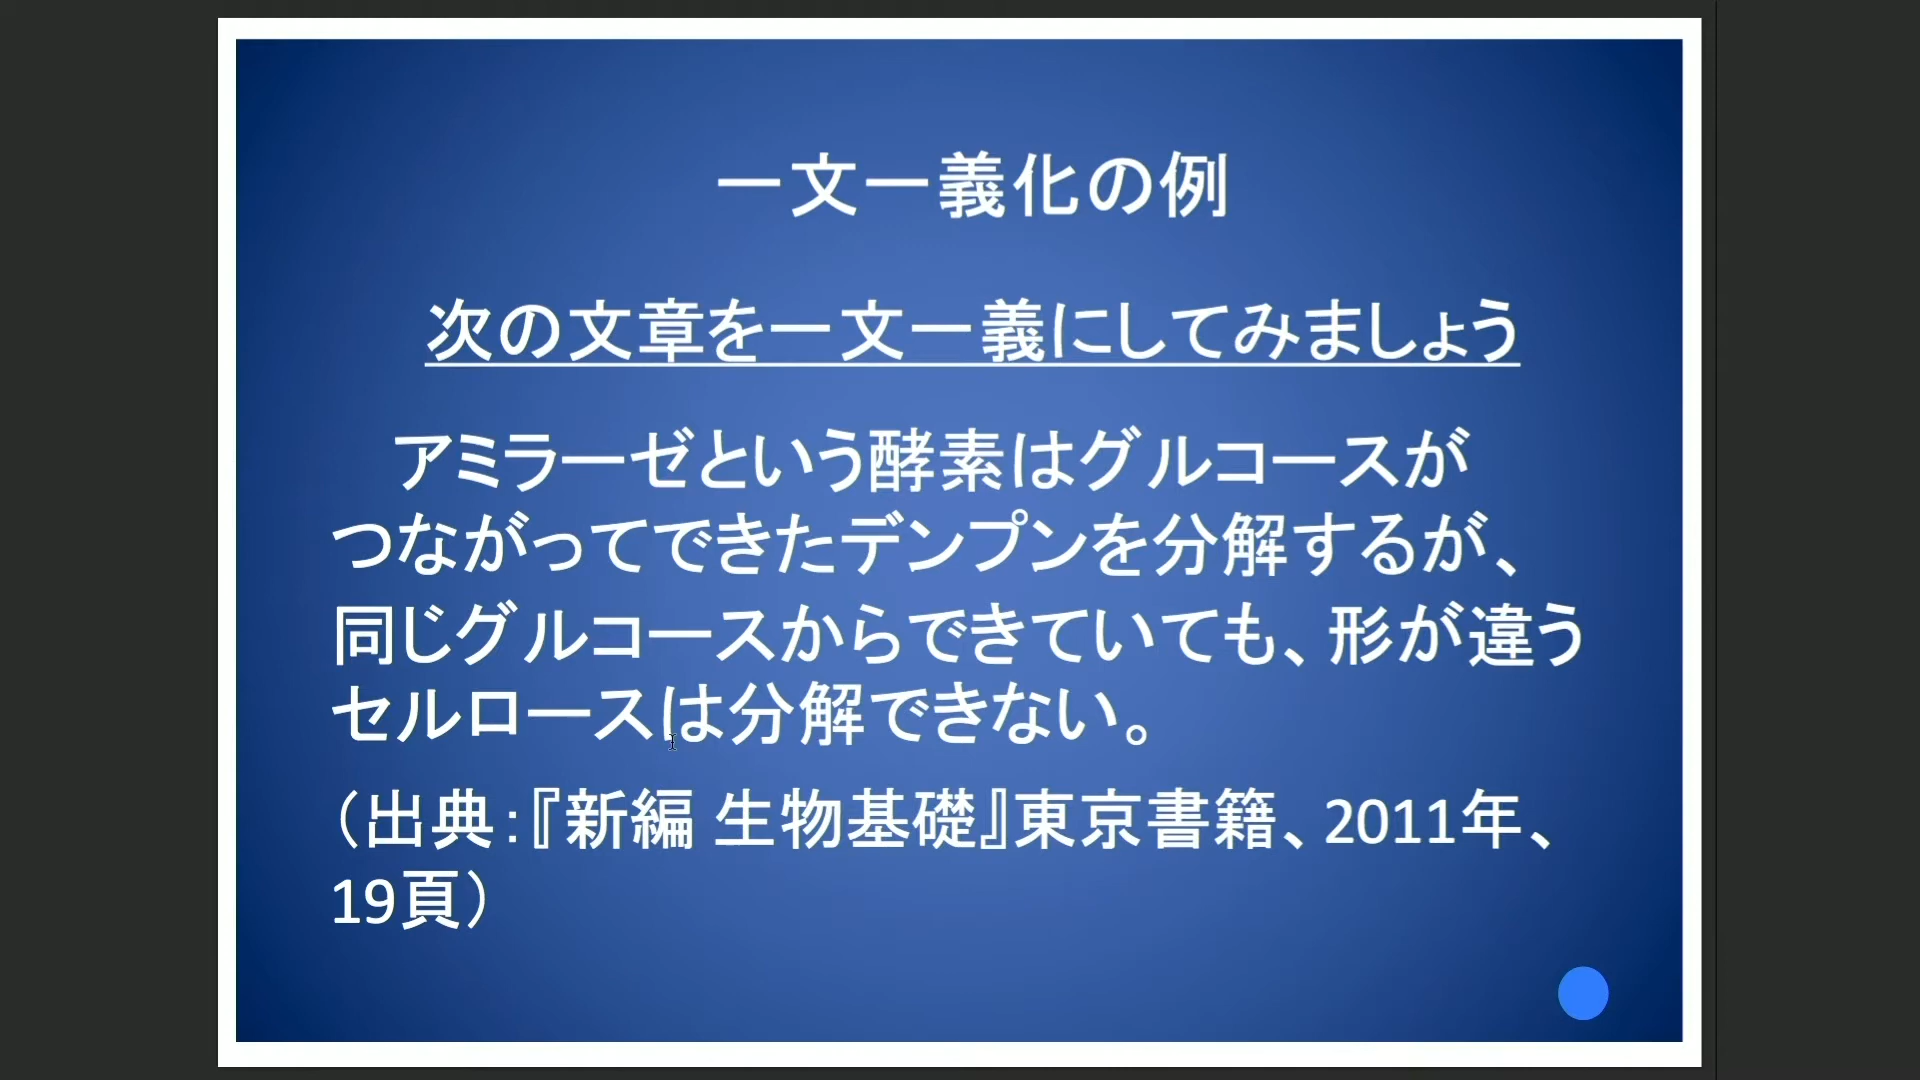 一文一義化の例
次の文章を一文一義にしてみましょう
アミラーゼという酵素はグルコースが
つながってできたデンプンを分解するが、
同じグルコースからできていても、形が違う
セルロースは分解できない。
（出典：『新編 生物基礎』東京書籍、2011年、
19頁）